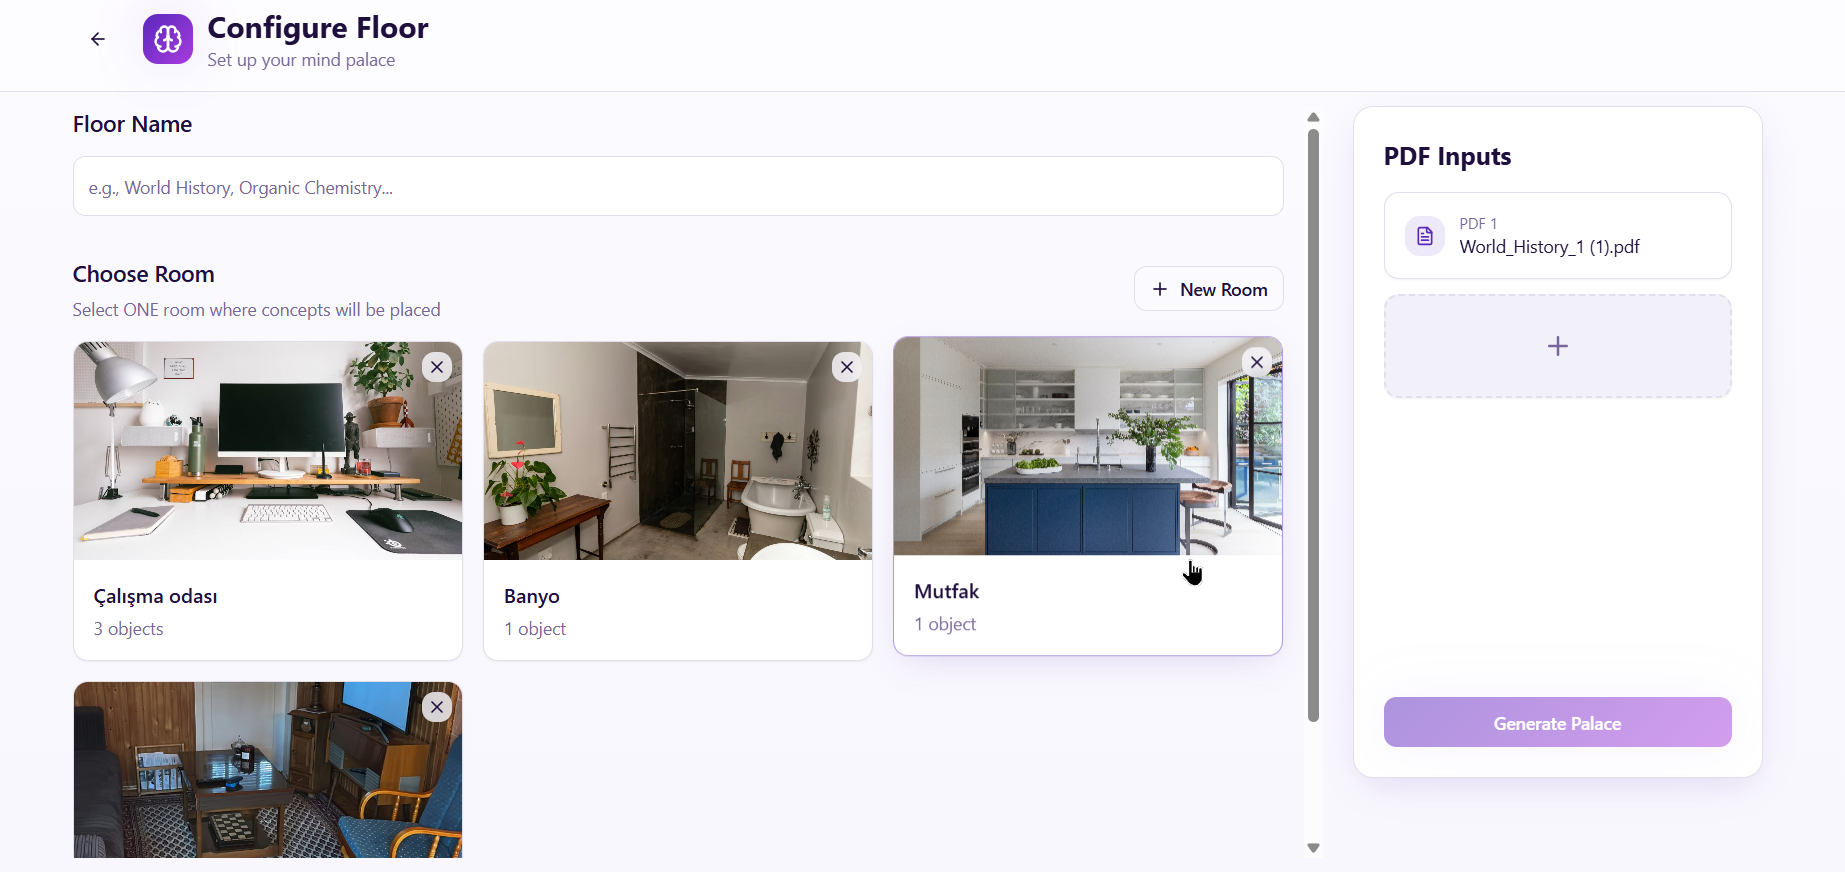 Configure Floor
Set up your mind palace
Floor Name
e.g., World History, Organic Chemistry...
Choose Room
Select ONE room where concepts will be placed
+ New Room
Çalışma odası
3 objects
Banyo
1 object
Mutfak
1 object
PDF Inputs
PDF 1
World_History_1 (1).pdf
Generate Palace